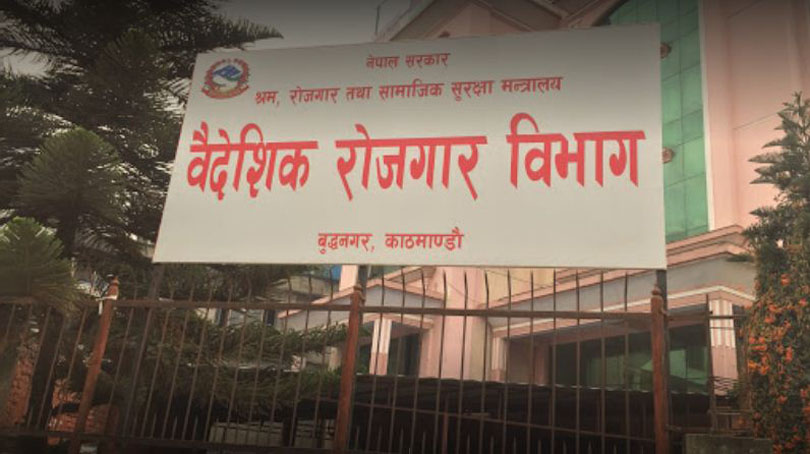 नेपाल सरकार
श्रम, रोजगार तथा सामाजिक सुरक्षा मन्त्रालय
वैदेशिक रोजगार विभाग
बुद्धनगर, काठमाण्डौ